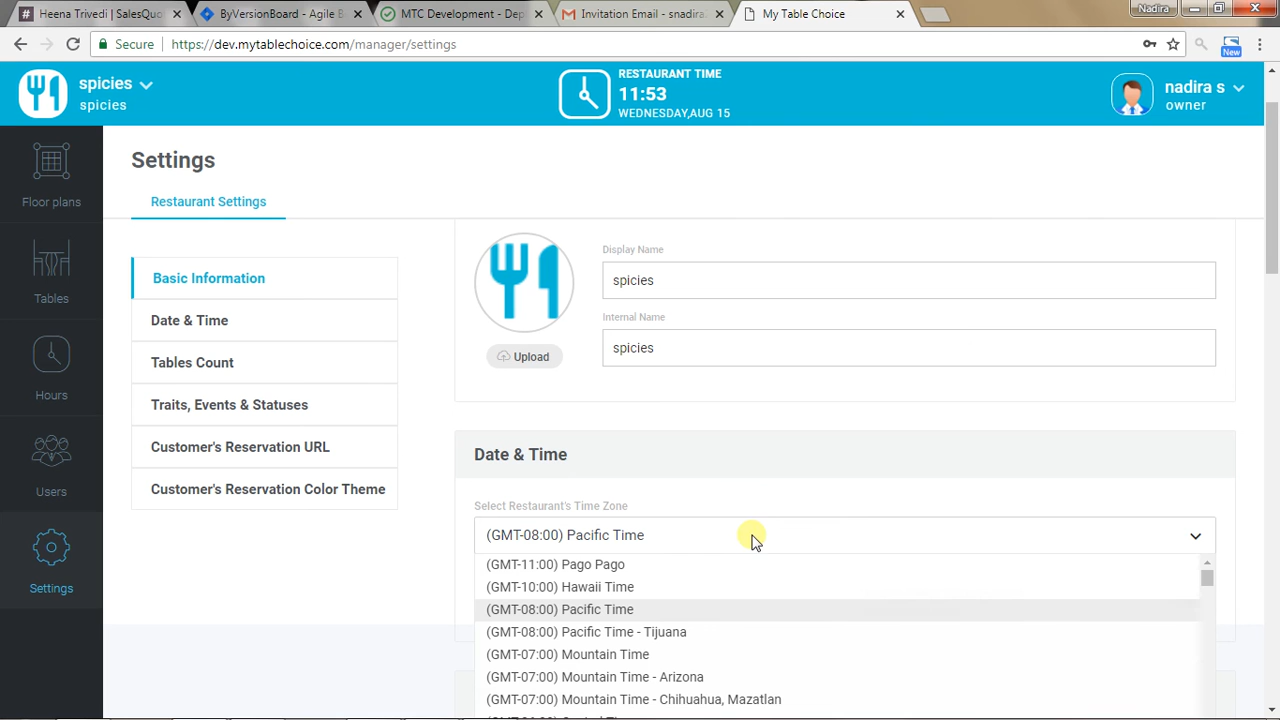 Heena Trivedi | SalesQuo
ByVersionBoard - Agile B
MTC Development - Dep
Invitation Email - snadira.
My Table Choice
Nadira
Secure
https://dev.mytablechoice.com/manager/settings
New
spicies
spicies
RESTAURANT TIME
11:53
WEDNESDAY,AUG 15
nadira s
owner
Floor plans
Tables
Hours
Users
Settings
Settings
Restaurant Settings
Basic Information
Date & Time
Tables Count
Traits, Events & Statuses
Customer's Reservation URL
Customer's Reservation Color Theme
Upload
Display Name
spicies
Internal Name
spicies
Date & Time
Select Restaurant's Time Zone
(GMT-08:00) Pacific Time
(GMT-11:00) Pago Pago
(GMT-10:00) Hawaii Time
(GMT-08:00) Pacific Time
(GMT-08:00) Pacific Time - Tijuana
(GMT-07:00) Mountain Time
(GMT-07:00) Mountain Time - Arizona
(GMT-07:00) Mountain Time - Chihuahua, Mazatlan